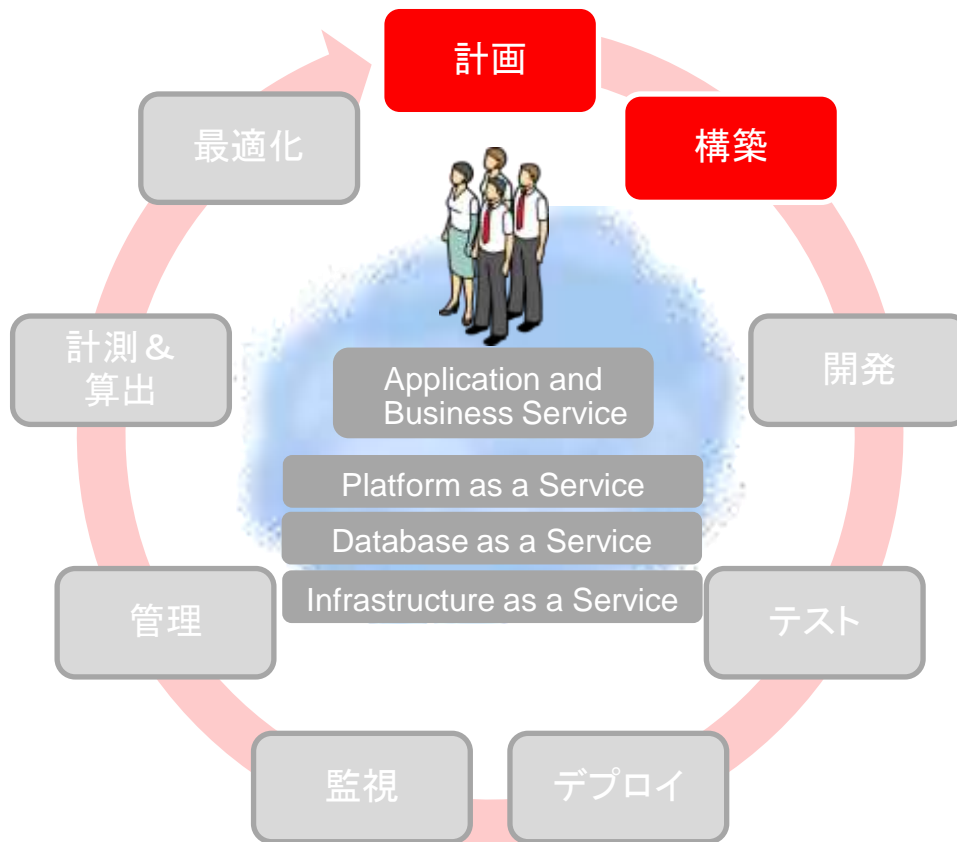 計画
構築
最適化
計測＆
算出
開発
Application and
Business Service
Platform as a Service
Database as a Service
Infrastructure as a Service
管理
テスト
監視
デプロイ